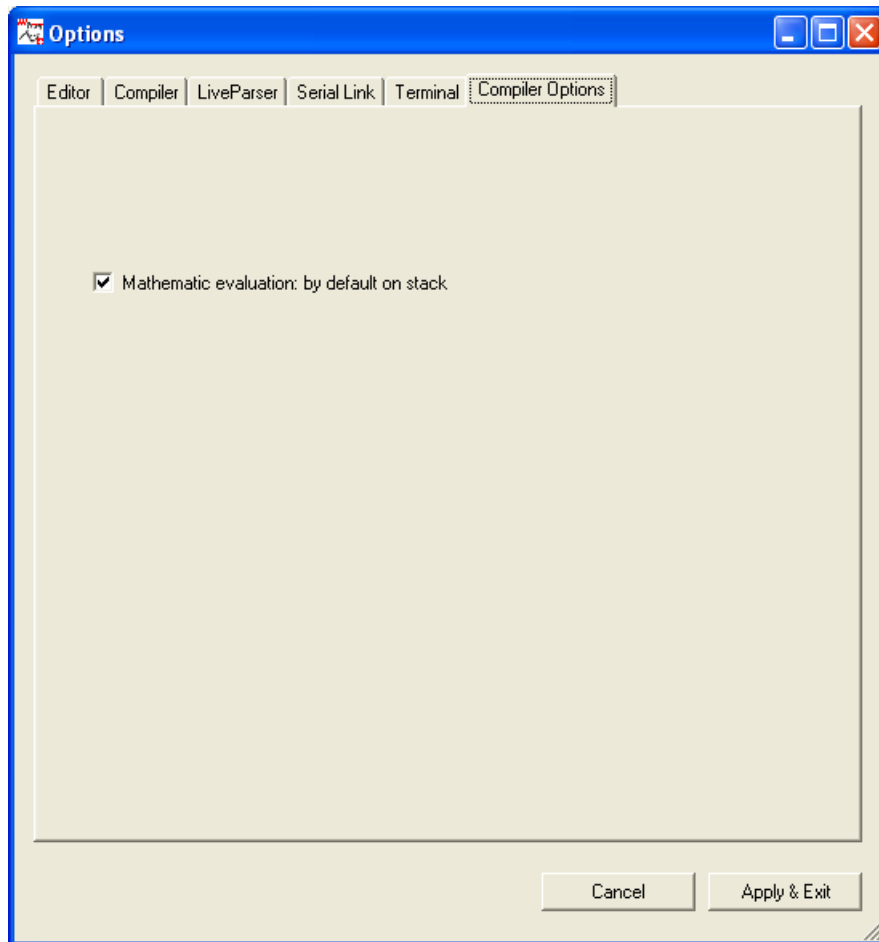 Options
Editor Compiler LiveParser Serial Link Terminal Compiler Options
Mathematic evaluation: by default on stack
Cancel Apply & Exit